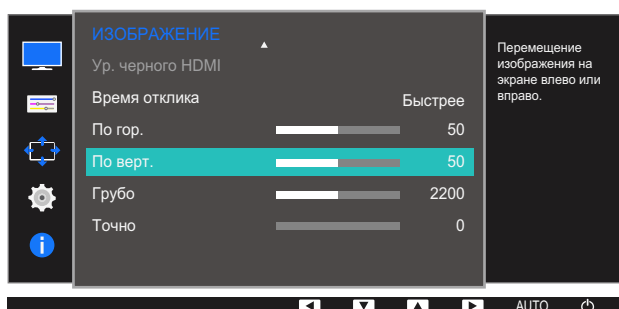 ИЗОБРАЖЕНИЕ
Ур. черного HDMI
Время отклика Быстрее
По гор. 50
По верт. 50
Грубо 2200
Точно 0
Перемещение
изображения на
экране влево или
вправо.
AUTO